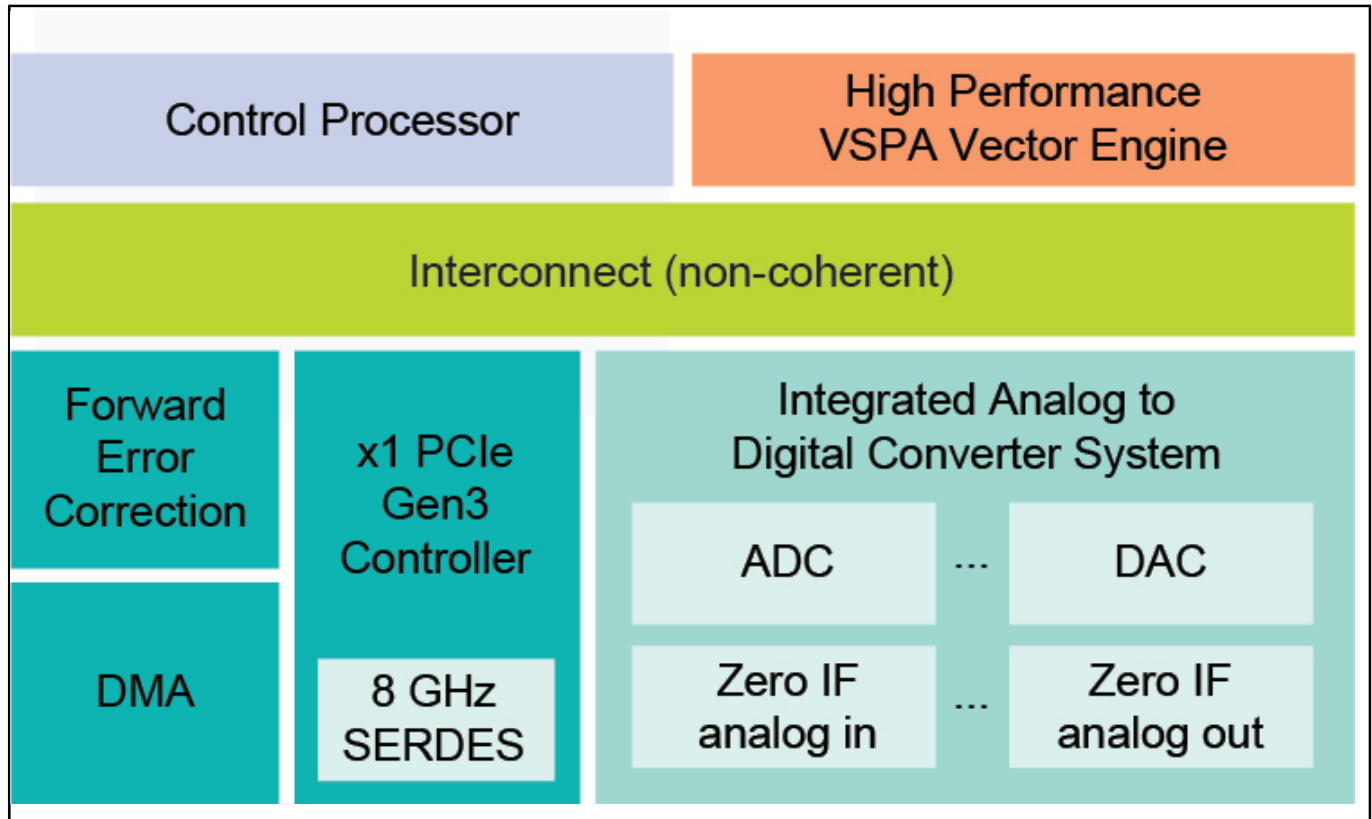 Control Processor
High Performance
VSPA Vector Engine
Interconnect (non-coherent)
Forward
Error
Correction
DMA
x1 PCIe
Gen3
Controller
8 GHz
SERDES
Integrated Analog to
Digital Converter System
ADC
...
DAC
Zero IF
analog in
...
Zero IF
analog out